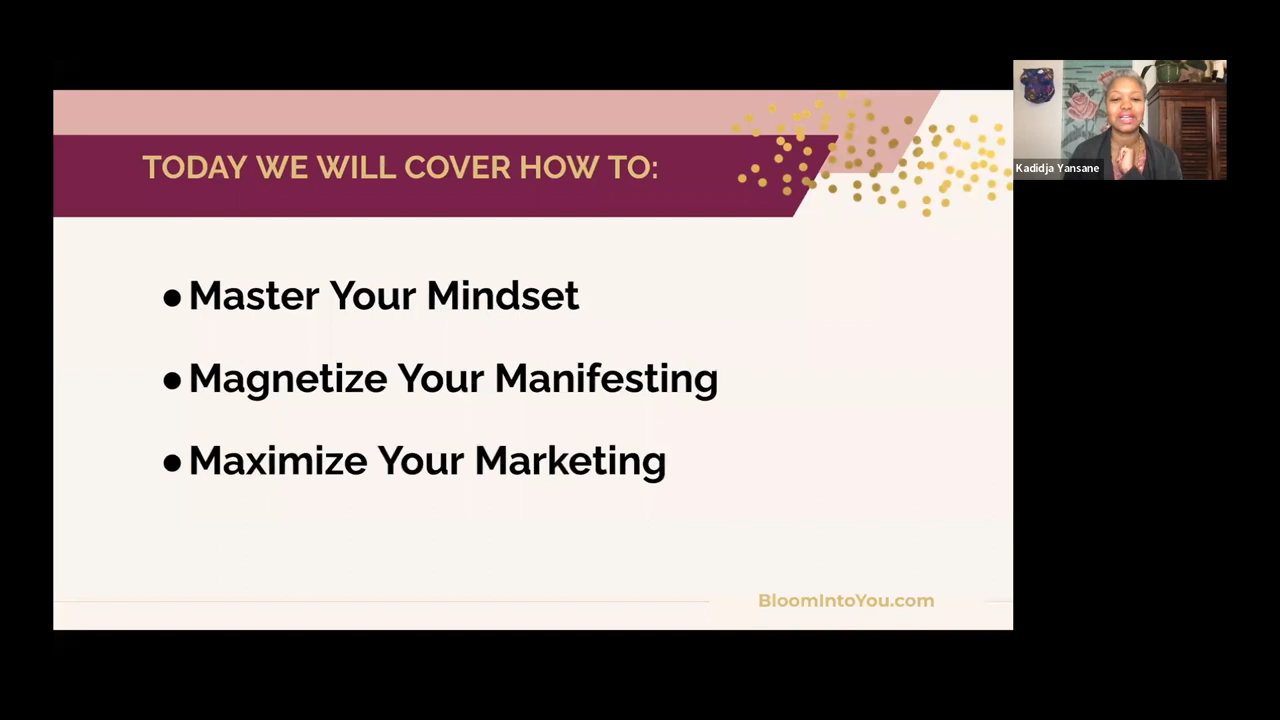 TODAY WE WILL COVER HOW TO:
● Master Your Mindset
● Magnetize Your Manifesting
● Maximize Your Marketing
BloomIntoYou.com
Kadidja Yansane